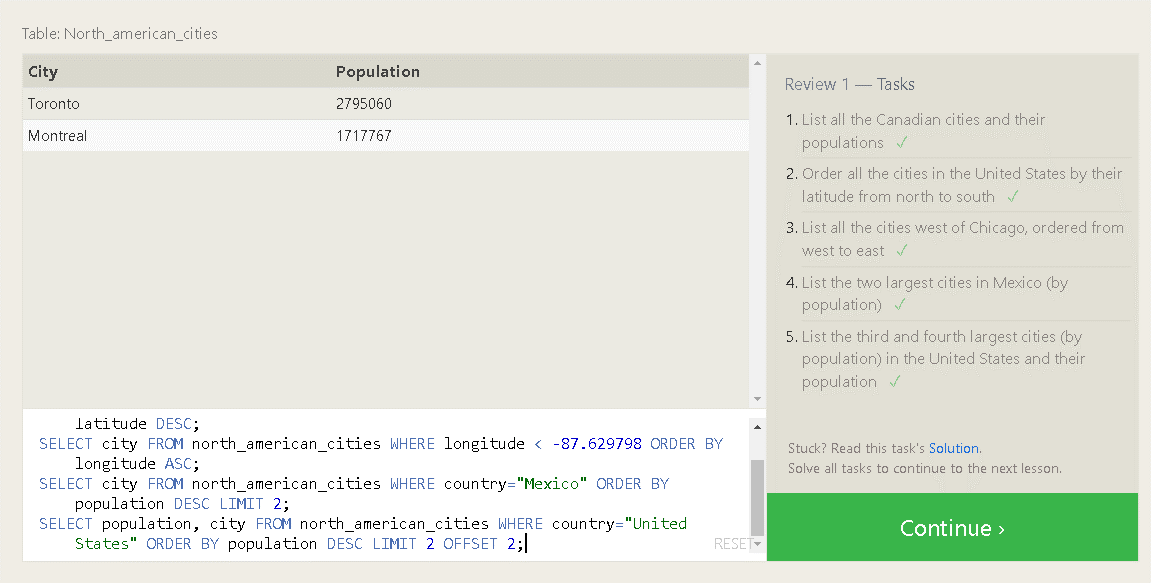 Table: North_american_cities
City Population
Toronto 2795060
Montreal 1717767
latitude DESC;
SELECT city FROM north_american_cities WHERE longitude < -87.629798 ORDER BY
longitude ASC;
SELECT city FROM north_american_cities WHERE country="Mexico" ORDER BY
population DESC LIMIT 2;
SELECT population, city FROM north_american_cities WHERE country="United
States" ORDER BY population DESC LIMIT 2 OFFSET 2;
RESET
Review 1 — Tasks
1. List all the Canadian cities and their
populations ✓
2. Order all the cities in the United States by their
latitude from north to south ✓
3. List all the cities west of Chicago, ordered from
west to east ✓
4. List the two largest cities in Mexico (by
population) ✓
5. List the third and fourth largest cities (by
population) in the United States and their
population ✓
Stuck? Read this task's Solution.
Solve all tasks to continue to the next lesson.
Continue ›